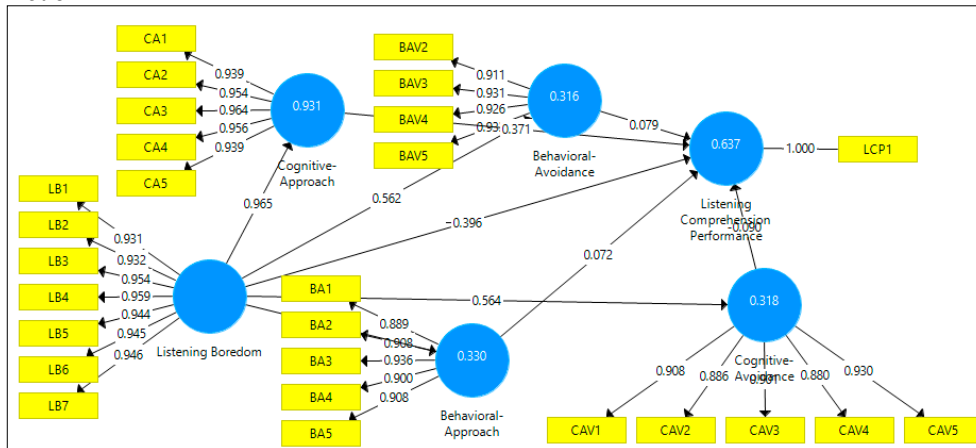 CA1
CA2
CA3
CA4
CA5
0.939
0.954
0.964
0.956
0.939
0.931
Cognitive-
Approach
BAV2
BAV3
BAV4
BAV5
0.911
0.931
0.926
0.371
0.316
Behavioral-
Avoidance
0.079
0.637
Listening
Comprehension
Performance
1.000
LCP1
LB1
LB2
LB3
LB4
LB5
LB6
LB7
0.931
0.932
0.954
0.959
0.944
0.945
0.946
Listening Boredom
0.965
0.562
-0.396
0.564
0.072
-0.090
BA1
BA2
BA3
BA4
BA5
0.889
0.908
0.936
0.900
0.908
0.330
Behavioral-
Approach
0.318
Cognitive-
Avoidance
0.908
0.886
0.880
0.930
CAV1
CAV2
CAV3
CAV4
CAV5